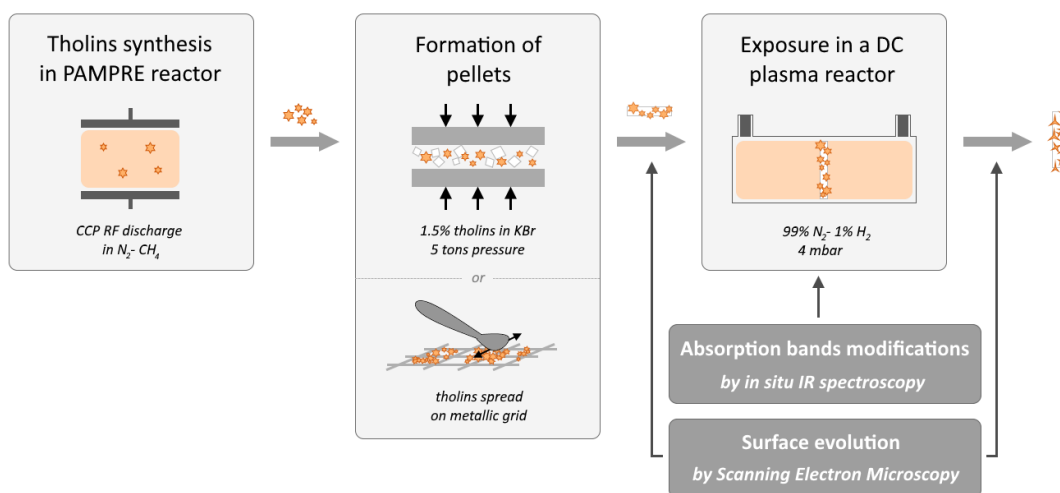 Tholins synthesis
in PAMPRE reactor
CCP RF discharge
in N₂- CH₄
Formation of
pellets
1.5% tholins in KBr
5 tons pressure
or
tholins spread
on metallic grid
Exposure in a DC
plasma reactor
99% N₂- 1% H₂
4 mbar
Absorption bands modifications
by in situ IR spectroscopy
Surface evolution
by Scanning Electron Microscopy